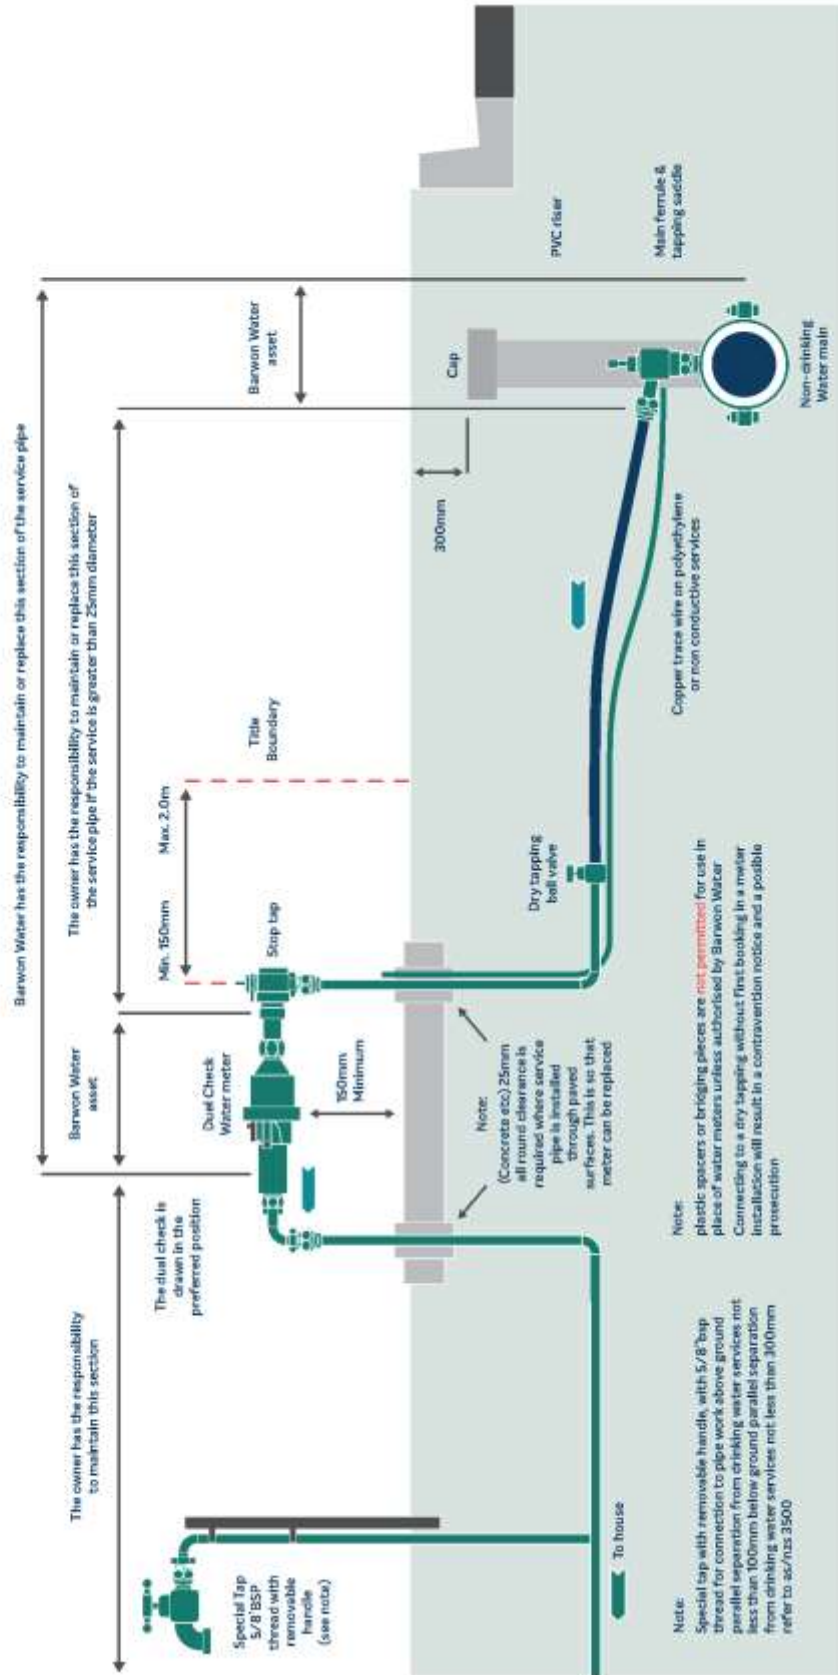 Barwon Water has the responsibility to maintain or replace this section of the service pipe
The owner has the responsibility to maintain or replace this section of
the service pipe if the service is greater than 25mm diameter
The owner has the responsibility
to maintain this section
Barwon Water
asset
Barwon Water
asset
Min. 150mm
Max. 2.0m
Title
Boundary
The dual check is
drawn in the
preferred position
Duel Check
Water meter
Stop tap
150mm
Minimum
Special Tap
5/8"BSP
thread with
removable
handle
(see note)
300mm
Cap
PVC riser
Main ferrule &
tapping saddle
Note:
(Concrete etc) 25mm
all round clearance is
required where service
pipe is installed
through paved
surfaces. This is so that
meter can be replaced
Dry tapping
ball valve
Copper trace wire on polyethylene
or non conductive services
Non-drinking
Water main
To house
Note:
Special tap with removable handle, with 5/8"bsp
thread for connection to pipe work above ground
parallel separation from drinking water services not
less than 100mm below ground parallel separation
from drinking water services not less than 300mm
refer to as/nzs 3500
Note:
plastic spacers or bridging pieces are not permitted for use in
place of water meters unless authorised by Barwon Water
Connecting to a dry tapping without first booking in a meter
installation will result in a contravention notice and a posible
prosecution